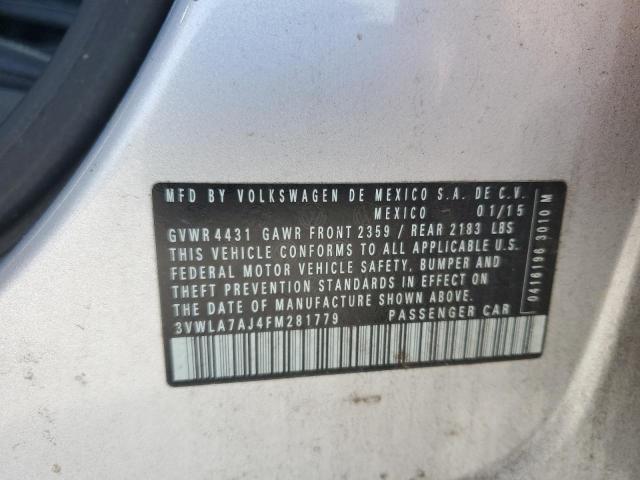 MFD BY VOLKSWAGEN DE MEXICO S.A. DE C.V.
MEXICO 01/15
GVWR 4431 GAWR FRONT 2359 / REAR 2183 LBS
THIS VEHICLE CONFORMS TO ALL APPLICABLE U.S.
FEDERAL MOTOR VEHICLE SAFETY, BUMPER AND
THEFT PREVENTION STANDARDS IN EFFECT ON
THE DATE OF MANUFACTURE SHOWN ABOVE.
3VWLA7AJ4FM281779 PASSENGER CAR
0416196 3010 M